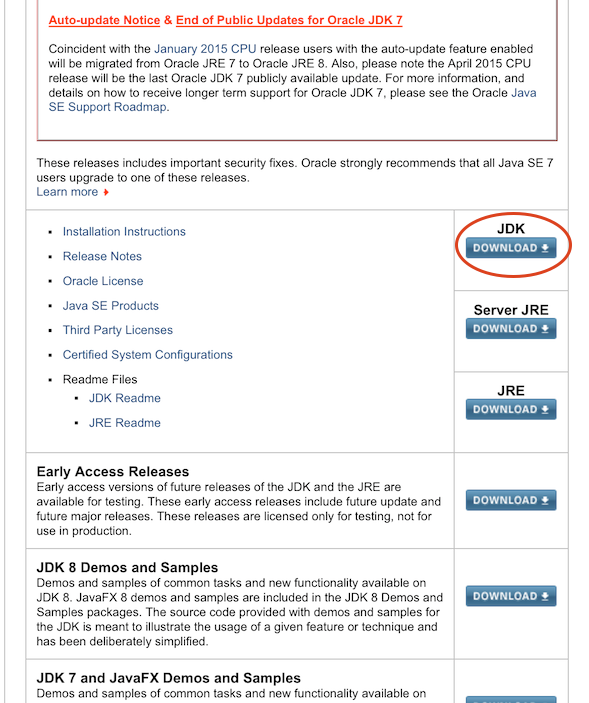 Auto-update Notice & End of Public Updates for Oracle JDK 7
Coincident with the January 2015 CPU release users with the auto-update feature enabled
will be migrated from Oracle JRE 7 to Oracle JRE 8. Also, please note the April 2015 CPU
release will be the last Oracle JDK 7 publicly available update. For more information, and
details on how to receive longer term support for Oracle JDK 7, please see the Oracle Java
SE Support Roadmap.
These releases includes important security fixes. Oracle strongly recommends that all Java SE 7
users upgrade to one of these releases.
Learn more
Installation Instructions
Release Notes
Oracle License
Java SE Products
Third Party Licenses
Certified System Configurations
Readme Files
JDK Readme
JRE Readme
JDK
DOWNLOAD
Server JRE
DOWNLOAD
JRE
DOWNLOAD
Early Access Releases
Early access versions of future releases of the JDK and the JRE are
available for testing. These early access releases include future update and
future major releases. These releases are licensed only for testing, not for
use in production.
DOWNLOAD
JDK 8 Demos and Samples
Demos and samples of common tasks and new functionality available on
JDK 8. JavaFX 8 demos and samples are included in the JDK 8 Demos and
Samples packages. The source code provided with demos and samples for
the JDK is meant to illustrate the usage of a given feature or technique and
has been deliberately simplified.
DOWNLOAD
JDK 7 and JavaFX Demos and Samples
Demos and samples of common tasks and new functionality available on